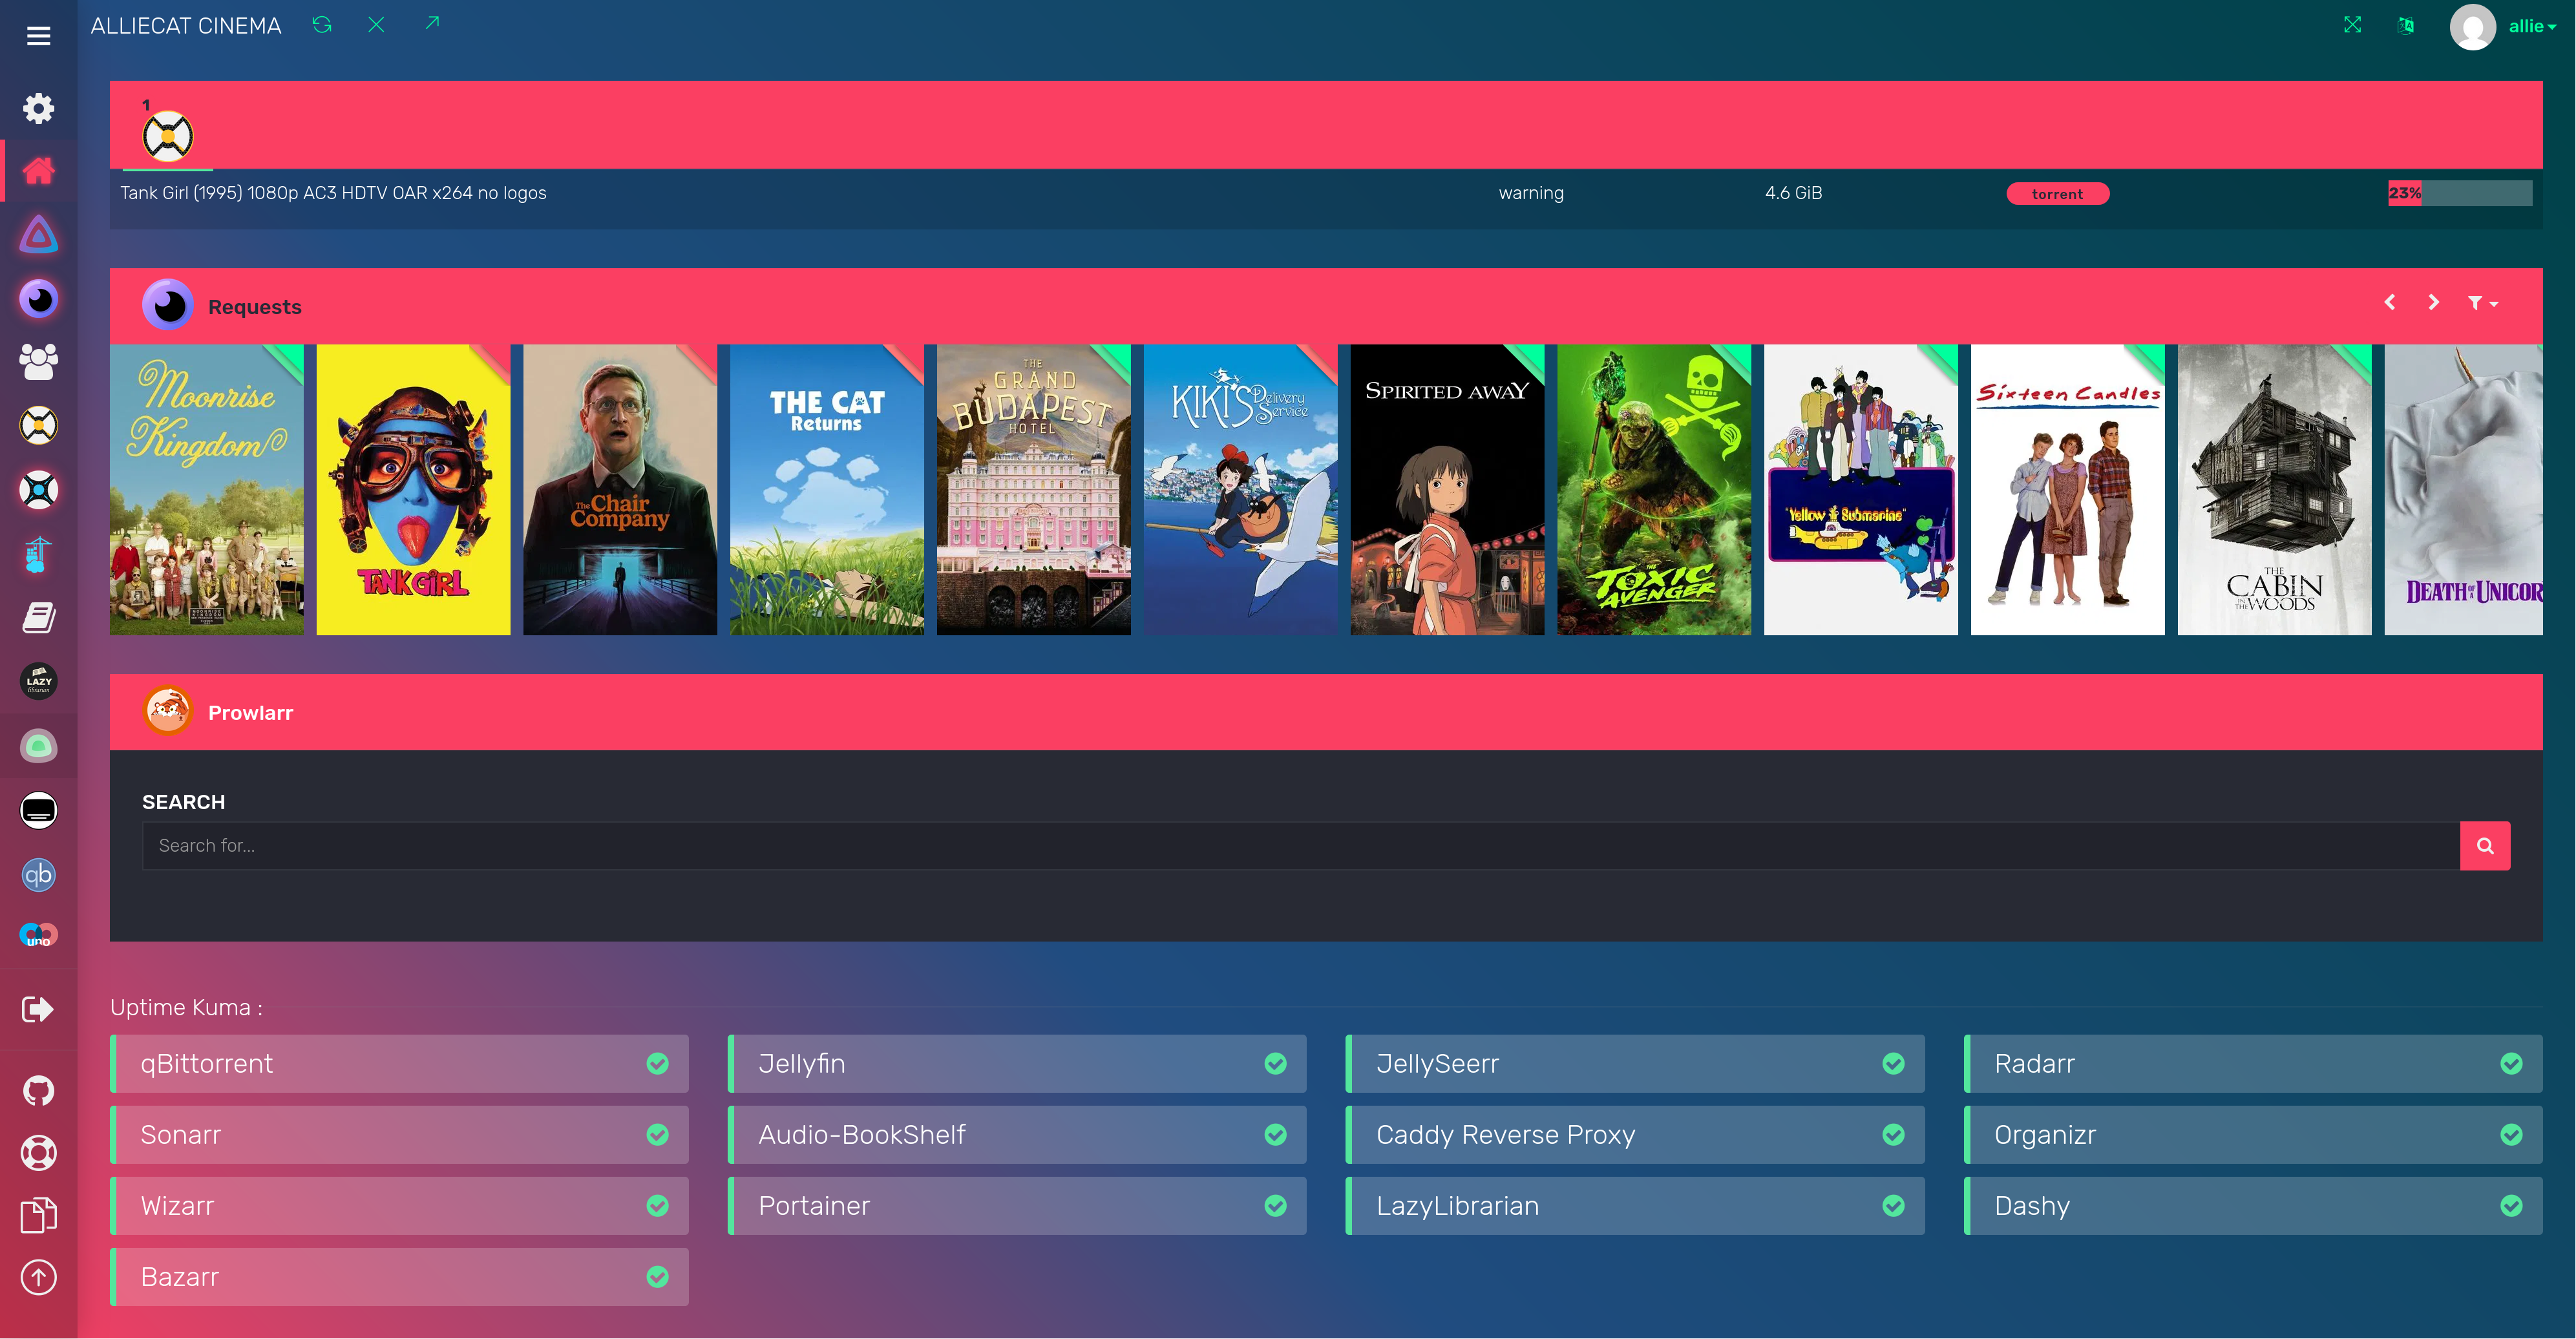 ALLIECAT CINEMA
allie
1
Tank Girl (1995) 1080p AC3 HDTV OAR x264 no logos
warning
4.6 GiB
torrent
23%
Requests
Moonrise
Kingdom
TANK GIRL
The Chair
Company
THE CAT
Returns
THE
GRAND
BUDAPEST
HOTEL
KIKI'S Delivery
Service
SPIRITED AWAY
THE
TOXIC
AVENGER
"Yellow Submarine"
Sixteen Candles
THE
CABIN
IN THE WOODS
DEATH OF A UNICOR
Prowlarr
SEARCH
Search for...
LAZY
librarian
qb
uno
Uptime Kuma :
qBittorrent
Jellyfin
JellySeerr
Radarr
Sonarr
Audio-BookShelf
Caddy Reverse Proxy
Organizr
Wizarr
Portainer
LazyLibrarian
Dashy
Bazarr